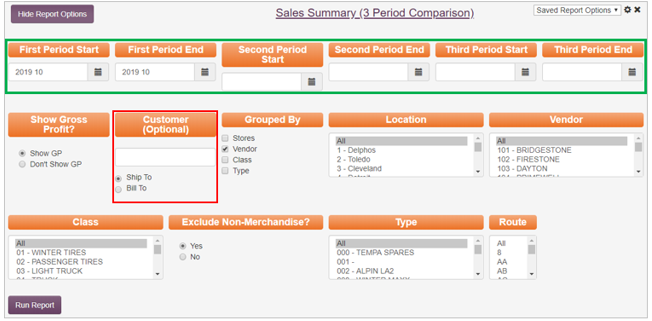 Hide Report Options
Sales Summary (3 Period Comparison)
Saved Report Options
First Period Start
First Period End
Second Period
Start
Second Period End
Third Period Start
Third Period End
2019 10
2019 10
Show Gross
Profit?
Customer
(Optional)
Grouped By
Location
Vendor
Show GP
Don't Show GP
Ship To
Bill To
Stores
Vendor
Class
Type
All
1 - Delphos
2 - Toledo
3 - Cleveland
All
101 - BRIDGESTONE
102 - FIRESTONE
103 - DAYTON
Class
Exclude Non-Merchandise?
Type
Route
All
01 - WINTER TIRES
02 - PASSENGER TIRES
03 - LIGHT TRUCK
Yes
No
All
000 - TEMPA SPARES
001 -
002 - ALPIN LA2
All
8
AA
AB
Run Report